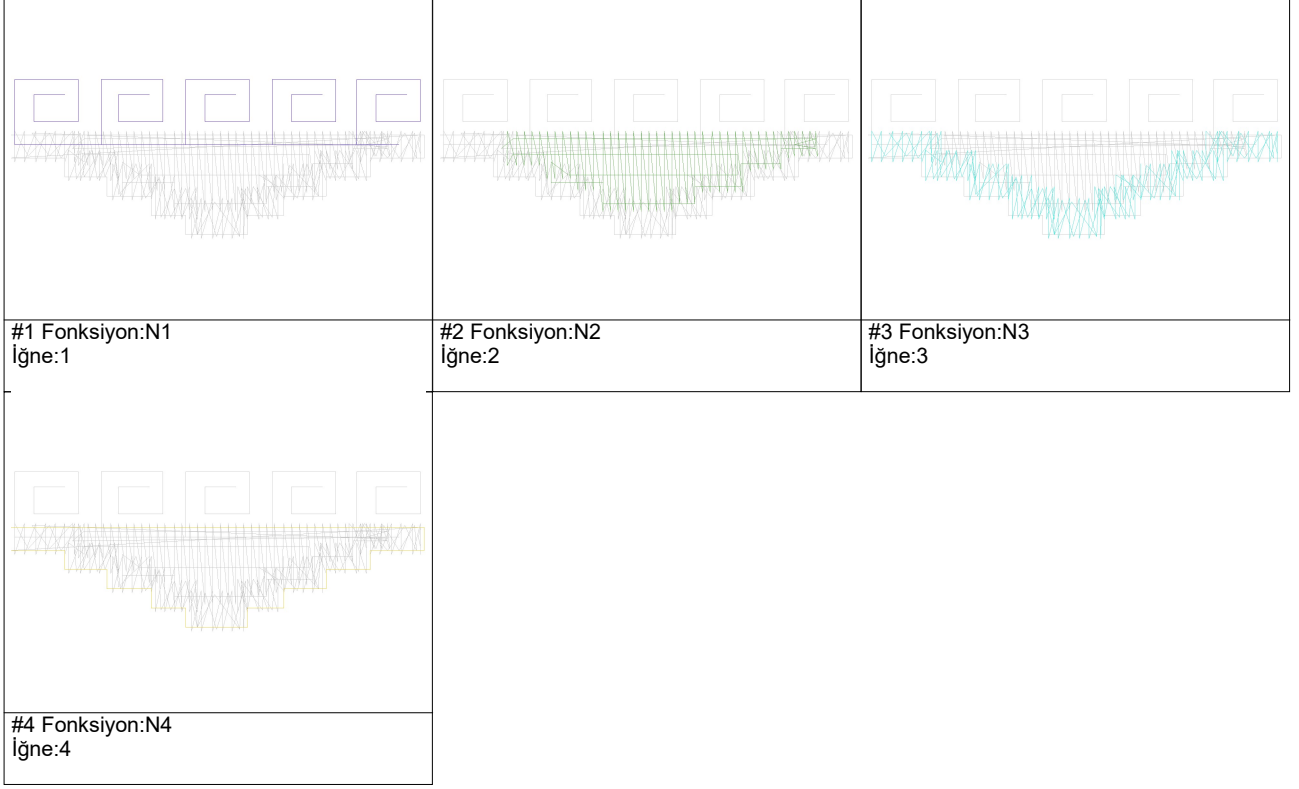 #1 Fonksiyon:N1
İğne:1
#2 Fonksiyon:N2
İğne:2
#3 Fonksiyon:N3
İğne:3
#4 Fonksiyon:N4
İğne:4